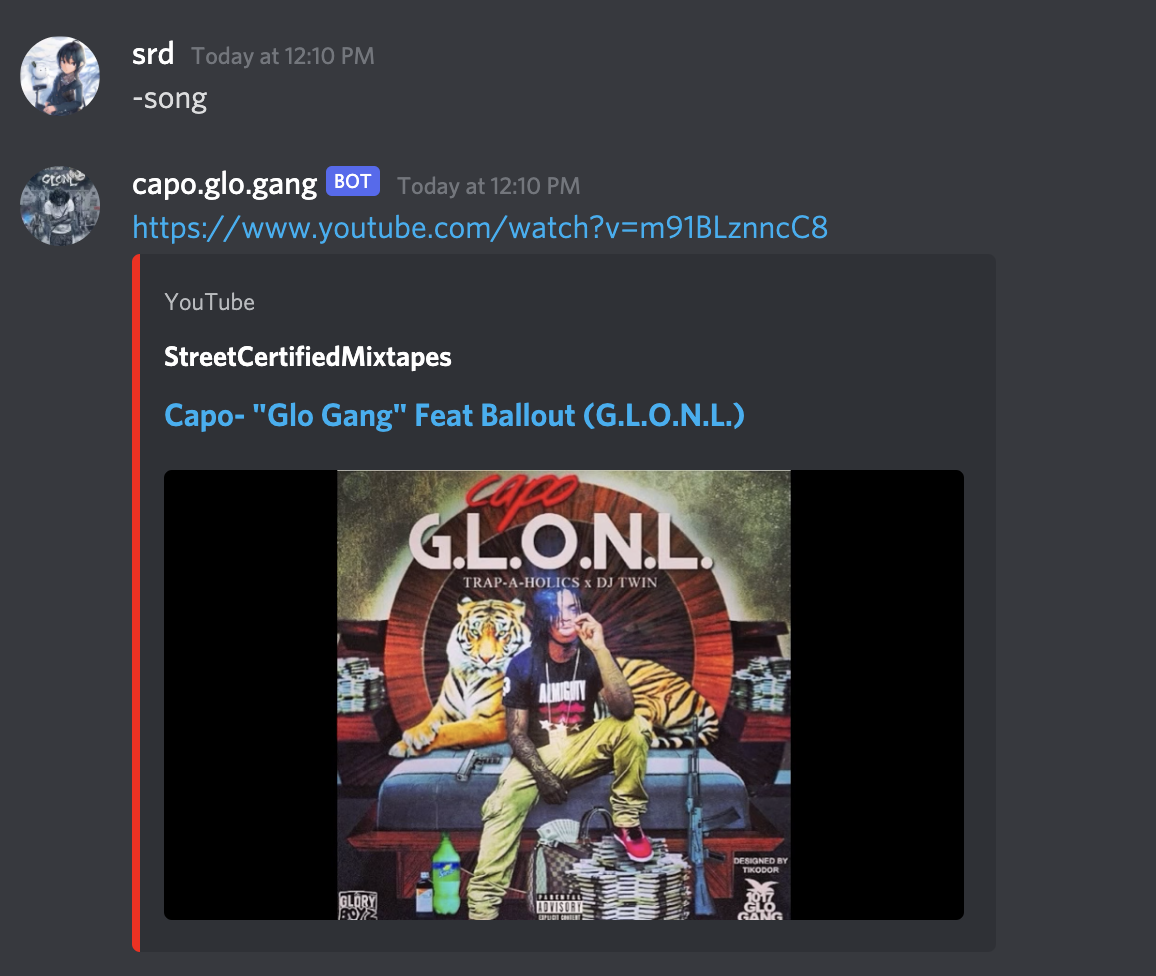 srd Today at 12:10 PM
-song
GLONL
capo.glo.gang BOT Today at 12:10 PM
https://www.youtube.com/watch?v=m91BLznncC8
YouTube
StreetCertifiedMixtapes
Capo- "Glo Gang" Feat Ballout (G.L.O.N.L.)
capo
G.L.O.N.L.
TRAP-A-HOLICS x DJ TWIN
ALMIGHTY
DESIGNED BY
TIKODOR
GLORY
BOYZ
PARENTAL
ADVISORY
EXPLICIT CONTENT
1017
GLO
GANG